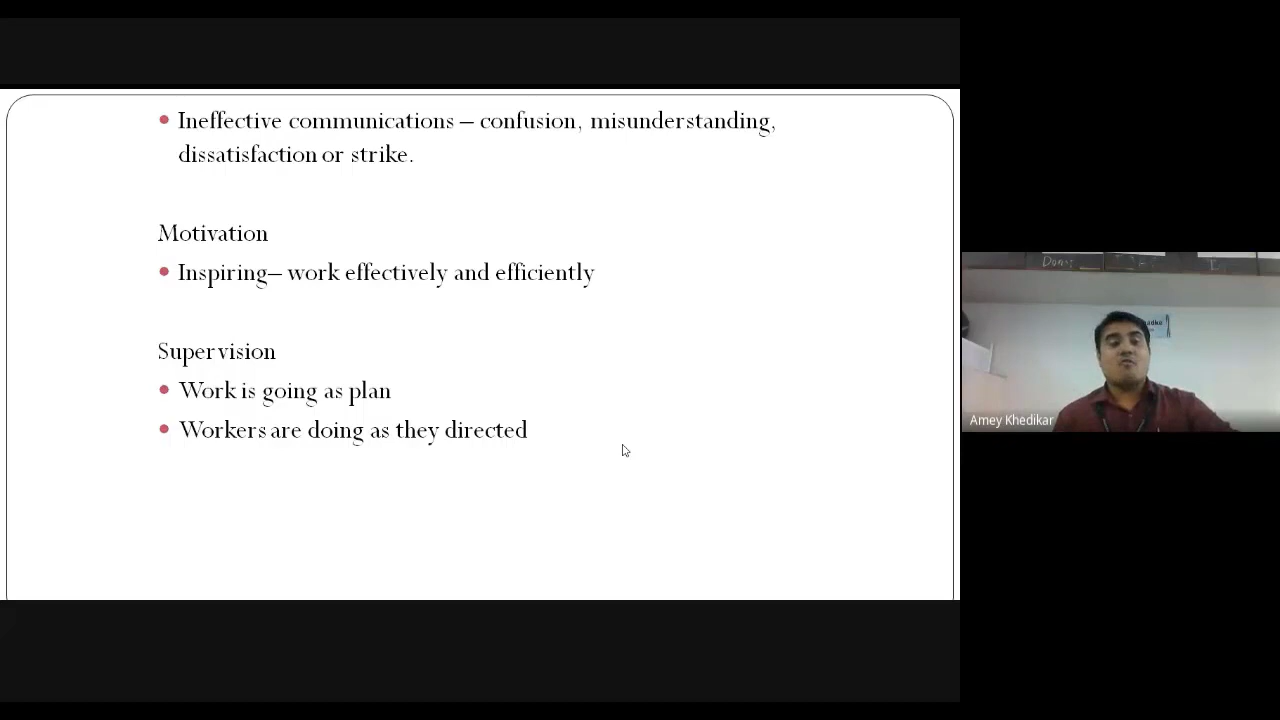 Ineffective communications – confusion, misunderstanding,
dissatisfaction or strike.
Motivation
Inspiring– work effectively and efficiently
Supervision
Work is going as plan
Workers are doing as they directed
Amey Khedikar